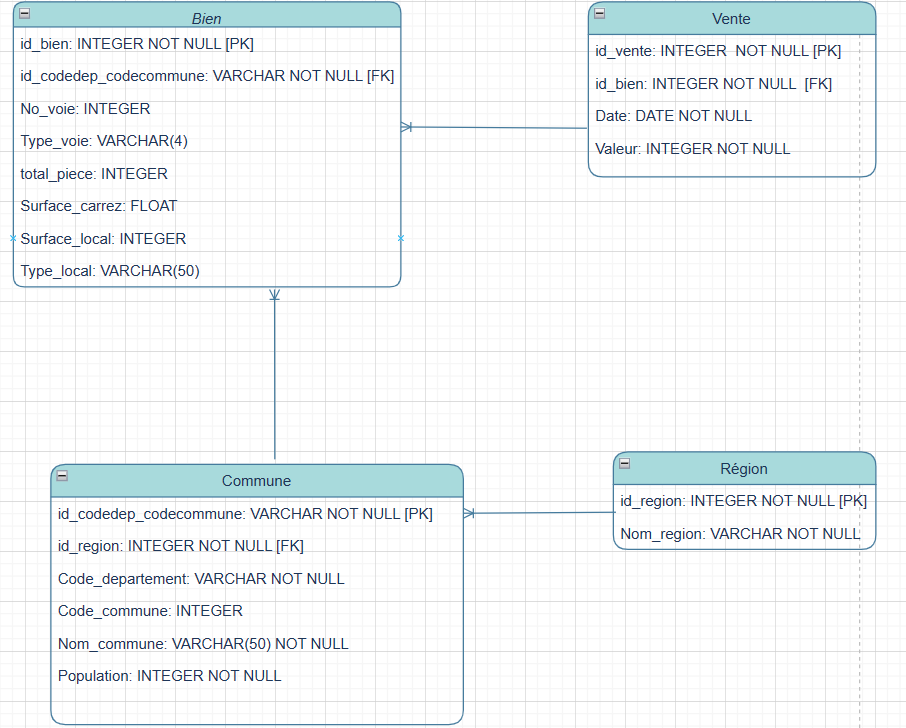 Bien
id_bien: INTEGER NOT NULL [PK]
id_codedep_codecommune: VARCHAR NOT NULL [FK]
No_voie: INTEGER
Type_voie: VARCHAR(4)
total_piece: INTEGER
Surface_carrez: FLOAT
Surface_local: INTEGER
Type_local: VARCHAR(50)
Vente
id_vente: INTEGER  NOT NULL [PK]
id_bien: INTEGER NOT NULL  [FK]
Date: DATE NOT NULL
Valeur: INTEGER NOT NULL
Commune
id_codedep_codecommune: VARCHAR NOT NULL [PK]
id_region: INTEGER NOT NULL [FK]
Code_departement: VARCHAR NOT NULL
Code_commune: INTEGER
Nom_commune: VARCHAR(50) NOT NULL
Population: INTEGER NOT NULL
Région
id_region: INTEGER NOT NULL [PK]
Nom_region: VARCHAR NOT NULL